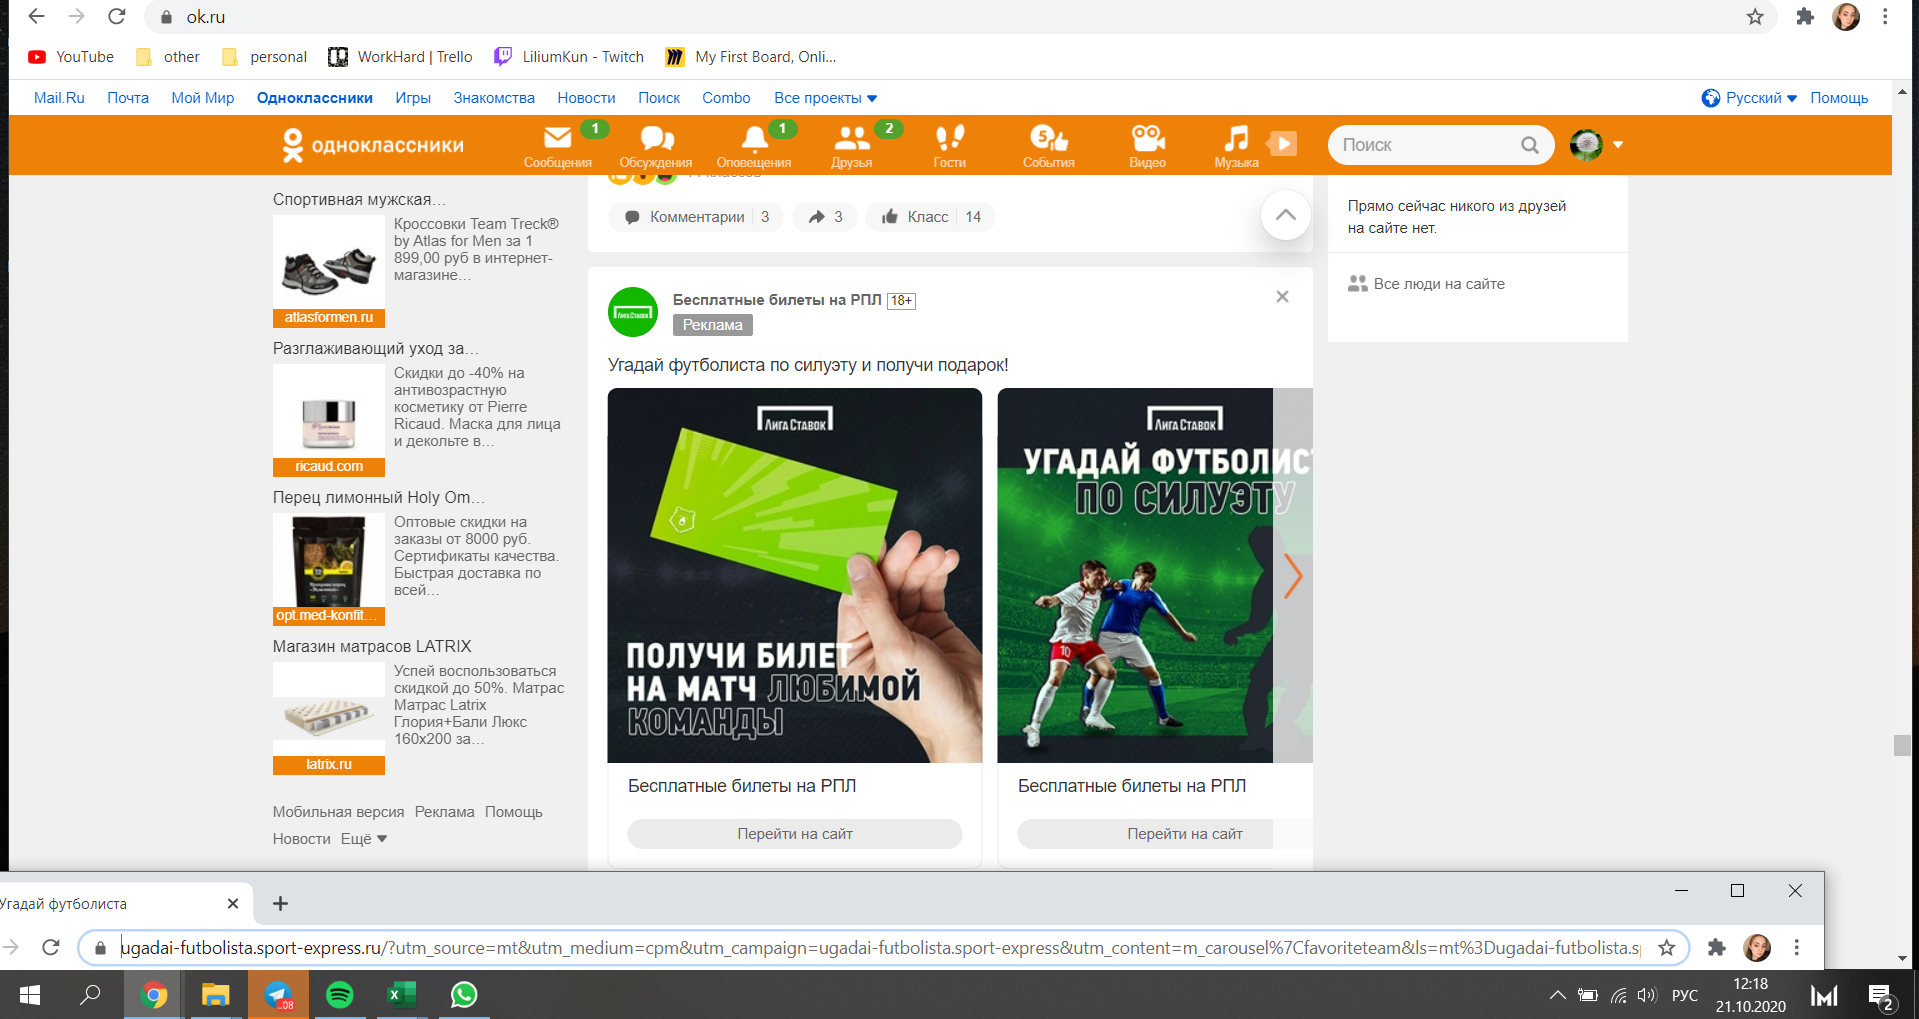 ok.ru
YouTube other personal WorkHard | Trello LiliumKun - Twitch My First Board, Onli...
Mail.Ru Почта Мой Мир Одноклассники Игры Знакомства Новости Поиск Combo Все проекты Русский Помощь
одноклассники
1 1 2 5
Сообщения Обсуждения Оповещения Друзья Гости События Видео Музыка
Поиск
Спортивная мужская...
Кроссовки Team Treck®
by Atlas for Men за 1
899,00 руб в интернет-
магазине...
atlasformen.ru
Разглаживающий уход за...
Скидки до -40% на
антивозрастную
косметику от Pierre
Ricaud. Маска для лица
и декольте в...
ricaud.com
Перец лимонный Holy Om...
Оптовые скидки на
заказы от 8000 руб.
Сертификаты качества.
Быстрая доставка по
всей...
opt.med-konfit...
Магазин матрасов LATRIX
Успей воспользоваться
скидкой до 50%. Матрас
Матрас Latrix
Глория+Бали Люкс
160x200 за...
latrix.ru
Мобильная версия Реклама Помощь
Новости Ещё
Комментарии 3 3 Класс 14
Лига Ставок
Бесплатные билеты на РПЛ 18+
Реклама
Угадай футболиста по силуэту и получи подарок!
Лига Ставок
ПОЛУЧИ БИЛЕТ
НА МАТЧ ЛЮБИМОЙ
КОМАНДЫ
Бесплатные билеты на РПЛ
Перейти на сайт
Лига Ставок
УГАДАЙ ФУТБОЛИСТ
ПО СИЛУЭТУ
10
Бесплатные билеты на РПЛ
Перейти на сайт
Прямо сейчас никого из друзей
на сайте нет.
Все люди на сайте
Угадай футболиста
ugadai-futbolista.sport-express.ru/?utm_source=mt&utm_medium=cpm&utm_campaign=ugadai-futbolista.sport-express&utm_content=m_carousel%7Cfavoriteteam&ls=mt%3Dugadai-futbolista.s
..08
РУС
12:18
21.10.2020
2